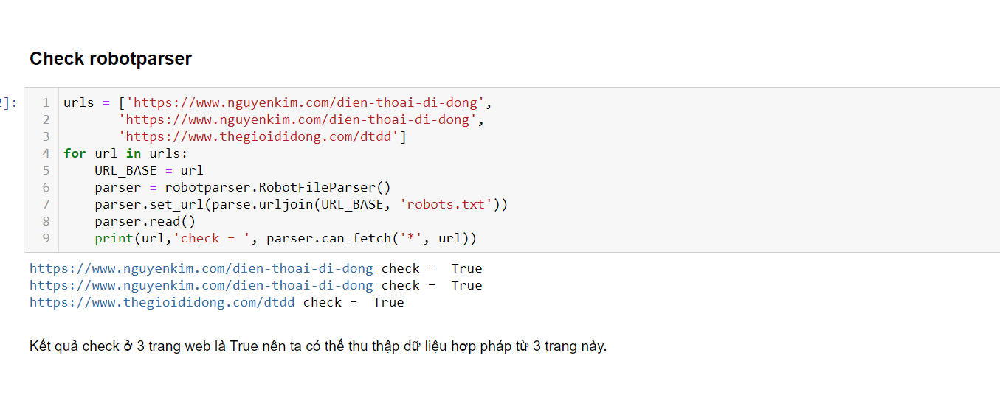 Check robotparser
2]:
1 urls = ['https://www.nguyenkim.com/dien-thoai-di-dong',
2 'https://www.nguyenkim.com/dien-thoai-di-dong',
3 'https://www.thegioididong.com/dtdd']
4 for url in urls:
5 URL_BASE = url
6 parser = robotparser.RobotFileParser()
7 parser.set_url(parse.urljoin(URL_BASE, 'robots.txt'))
8 parser.read()
9 print(url,'check = ', parser.can_fetch('*', url))
https://www.nguyenkim.com/dien-thoai-di-dong check =  True
https://www.nguyenkim.com/dien-thoai-di-dong check =  True
https://www.thegioididong.com/dtdd check =  True
Kết quả check ở 3 trang web là True nên ta có thể thu thập dữ liệu hợp pháp từ 3 trang này.